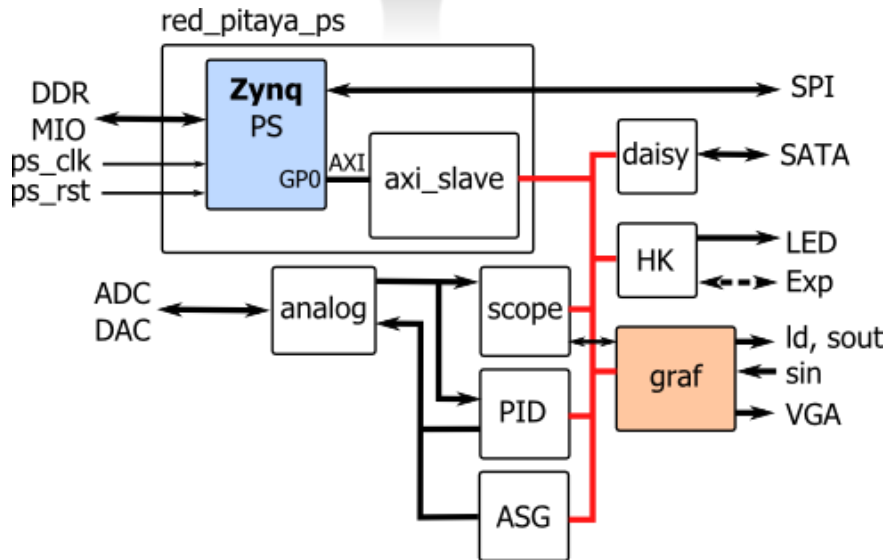 red_pitaya_ps
Zynq
PS
DDR
MIO
ps_clk
ps_rst
GP0
AXI
axi_slave
SPI
daisy
SATA
HK
LED
Exp
ADC
DAC
analog
scope
graf
ld, sout
sin
VGA
PID
ASG